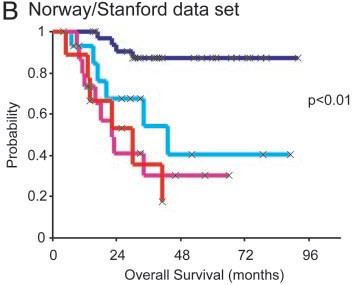 B Norway/Stanford data set
1
0.8
0.6
0.4
0.2
0
Probability
p<0.01
0 24 48 72 96
Overall Survival (months)